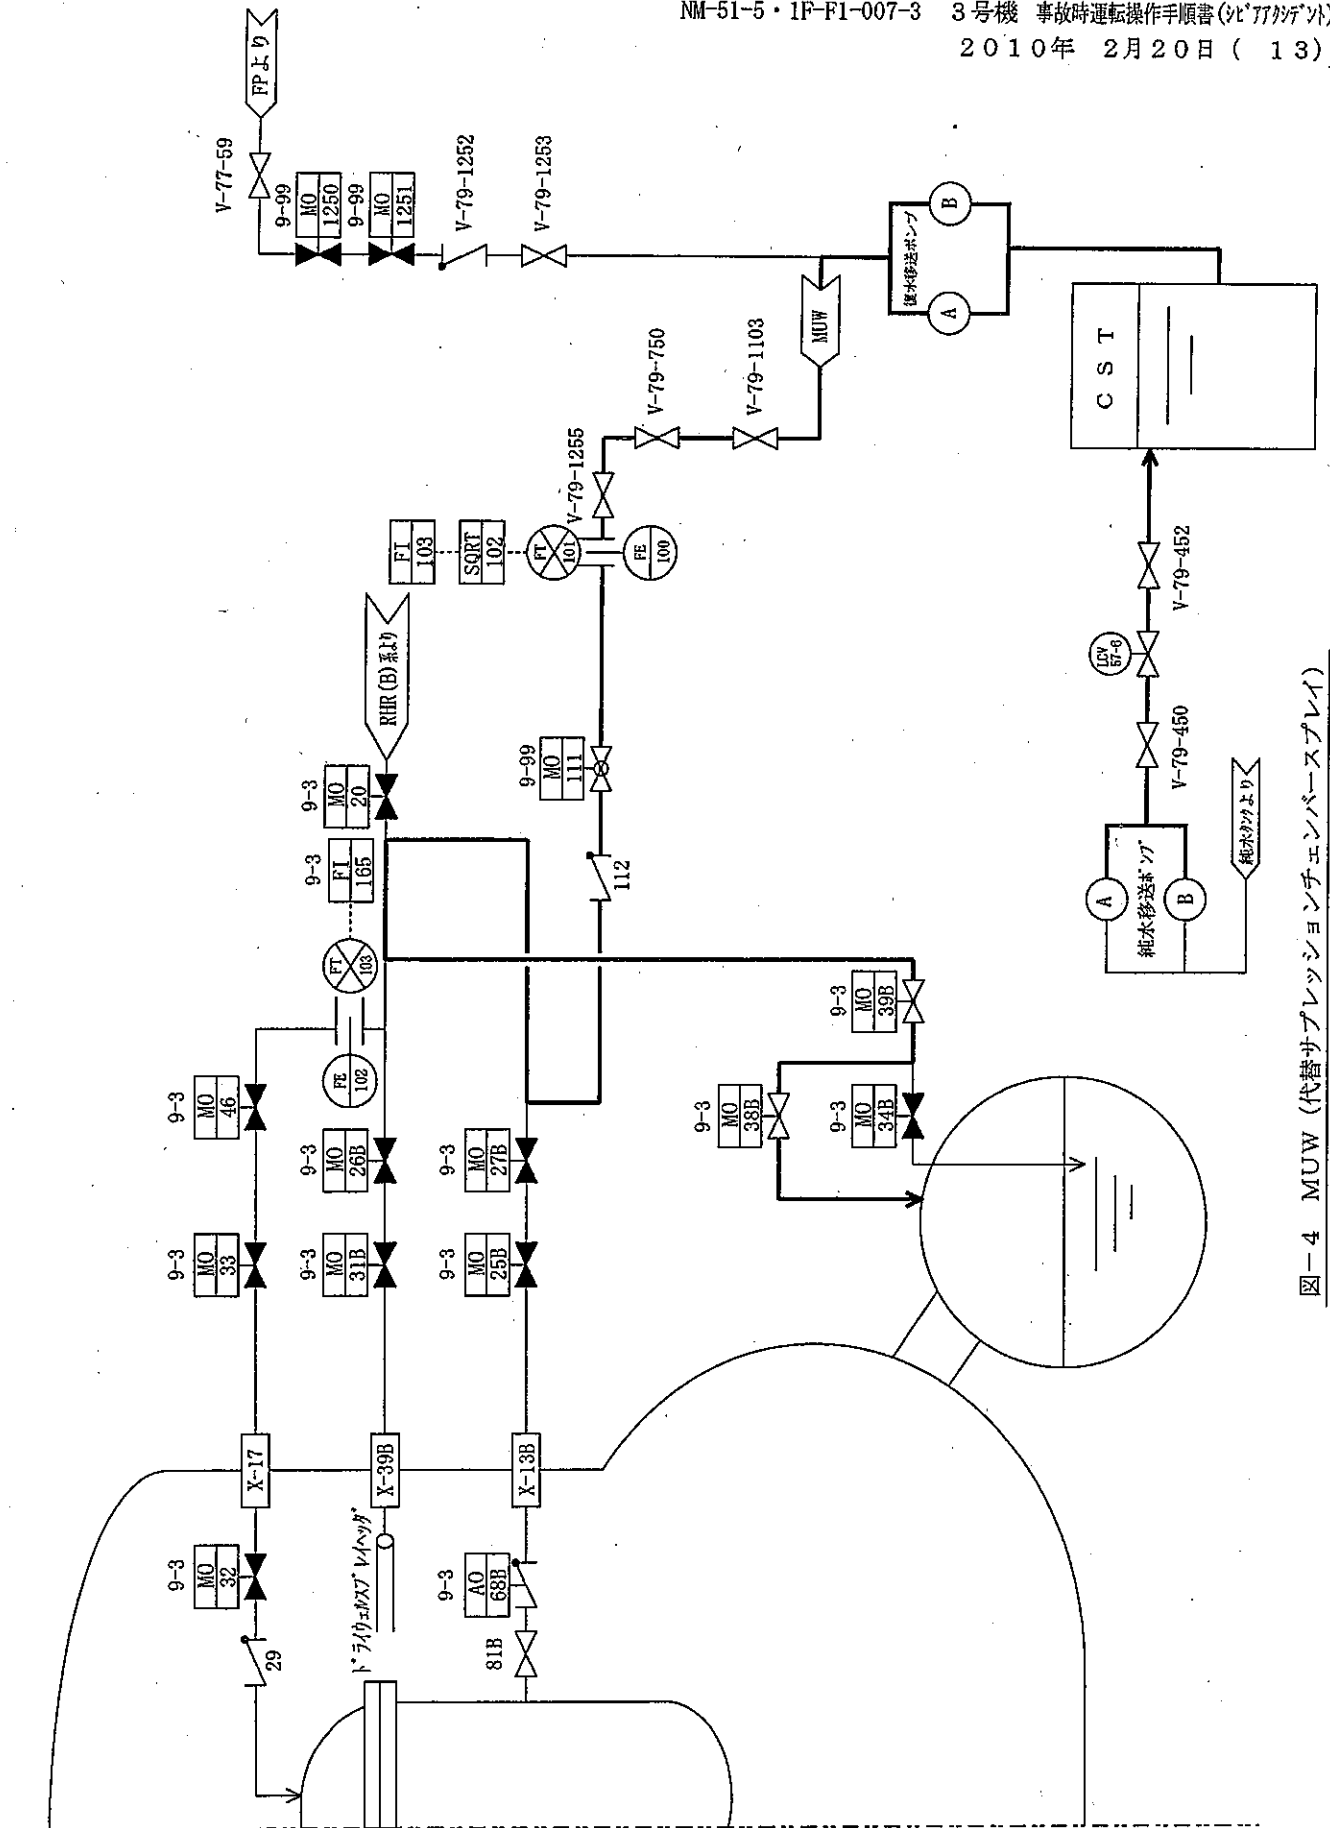 NM-51-5・1F-F1-007-3　3号機　事故時運転操作手順書(シビアアクシデント)
2010年　2月20日（　13）
FPより
V-77-59
9-99
MO
1250
9-99
MO
1251
V-79-1252
V-79-1253
復水移送ポンプ
A
B
MUW
CST
V-79-750
V-79-1103
V-79-1255
FI
103
SQRT
102
FT
101
FE
100
RHR(B)系より
9-3
MO
20
9-3
FI
165
FT
103
FE
102
9-99
MO
111
112
V-79-452
LCV
57-6
V-79-450
純水移送ポンプ
A
B
純水タンクより
9-3
MO
39B
9-3
MO
38B
9-3
MO
34B
9-3
MO
46
9-3
MO
33
9-3
MO
26B
9-3
MO
31B
9-3
MO
27B
9-3
MO
25B
X-17
X-39B
X-13B
9-3
MO
32
29
ドライウェルスプレイヘッダ
9-3
AO
68B
81B
図－4　MUW（代替サプレッションチェンバースプレイ）